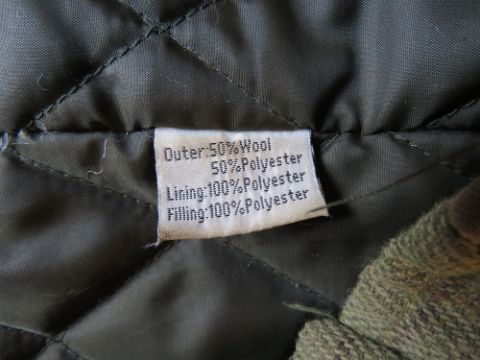 Outer:50%Wool
50%Polyester
Lining:100%Polyester
Filling:100%Polyester